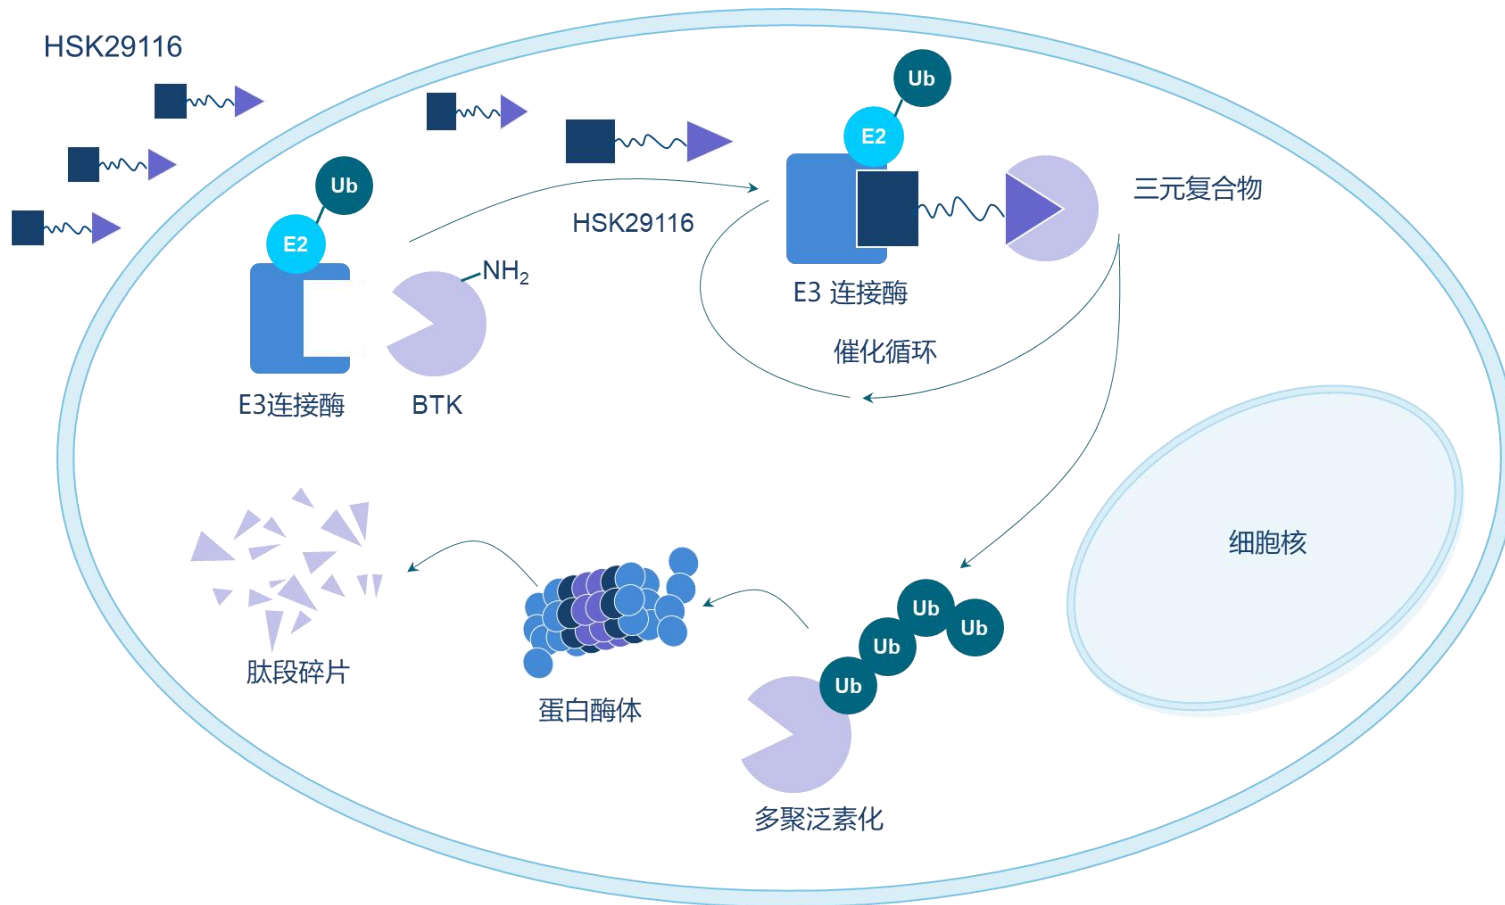 HSK29116
Ub
E2
NH₂
E3连接酶
BTK
HSK29116
Ub
E2
三元复合物
E3 连接酶
催化循环
细胞核
Ub
Ub
Ub
Ub
多聚泛素化
蛋白酶体
肽段碎片